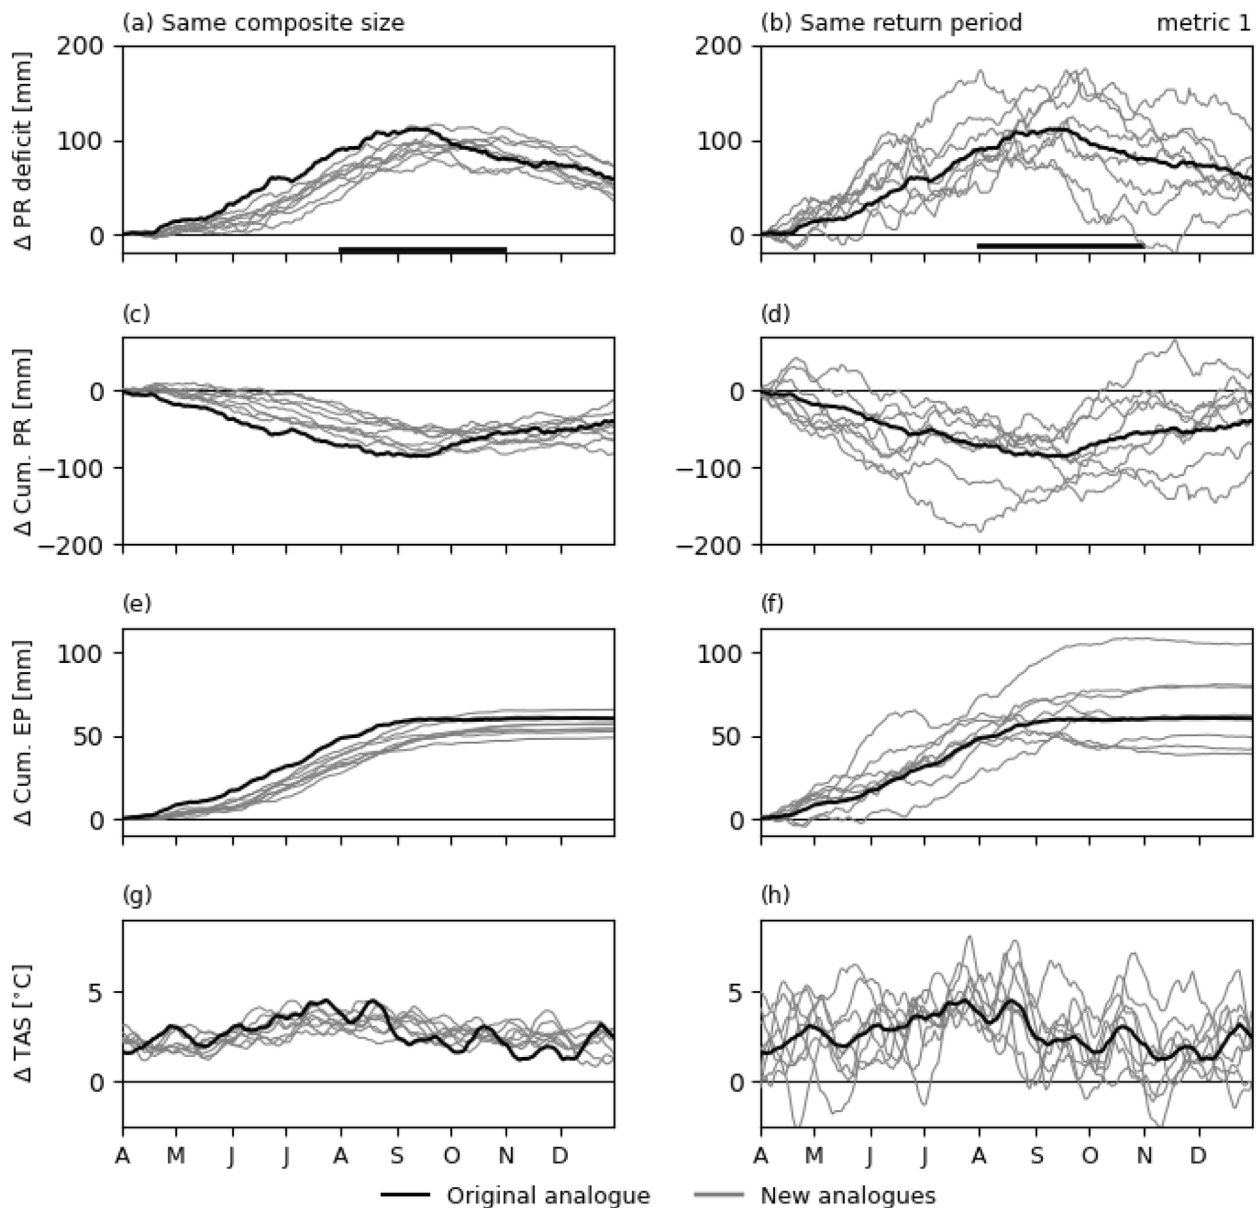 (a) Same composite size
(b) Same return period metric 1
Δ PR deficit [mm]
200
100
0
200
100
0
(c)
(d)
Δ Cum. PR [mm]
0
−100
−200
0
−100
−200
(e)
(f)
Δ Cum. EP [mm]
100
50
0
100
50
0
(g)
(h)
Δ TAS [°C]
5
0
5
0
A M J J A S O N D
A M J J A S O N D
Original analogue New analogues